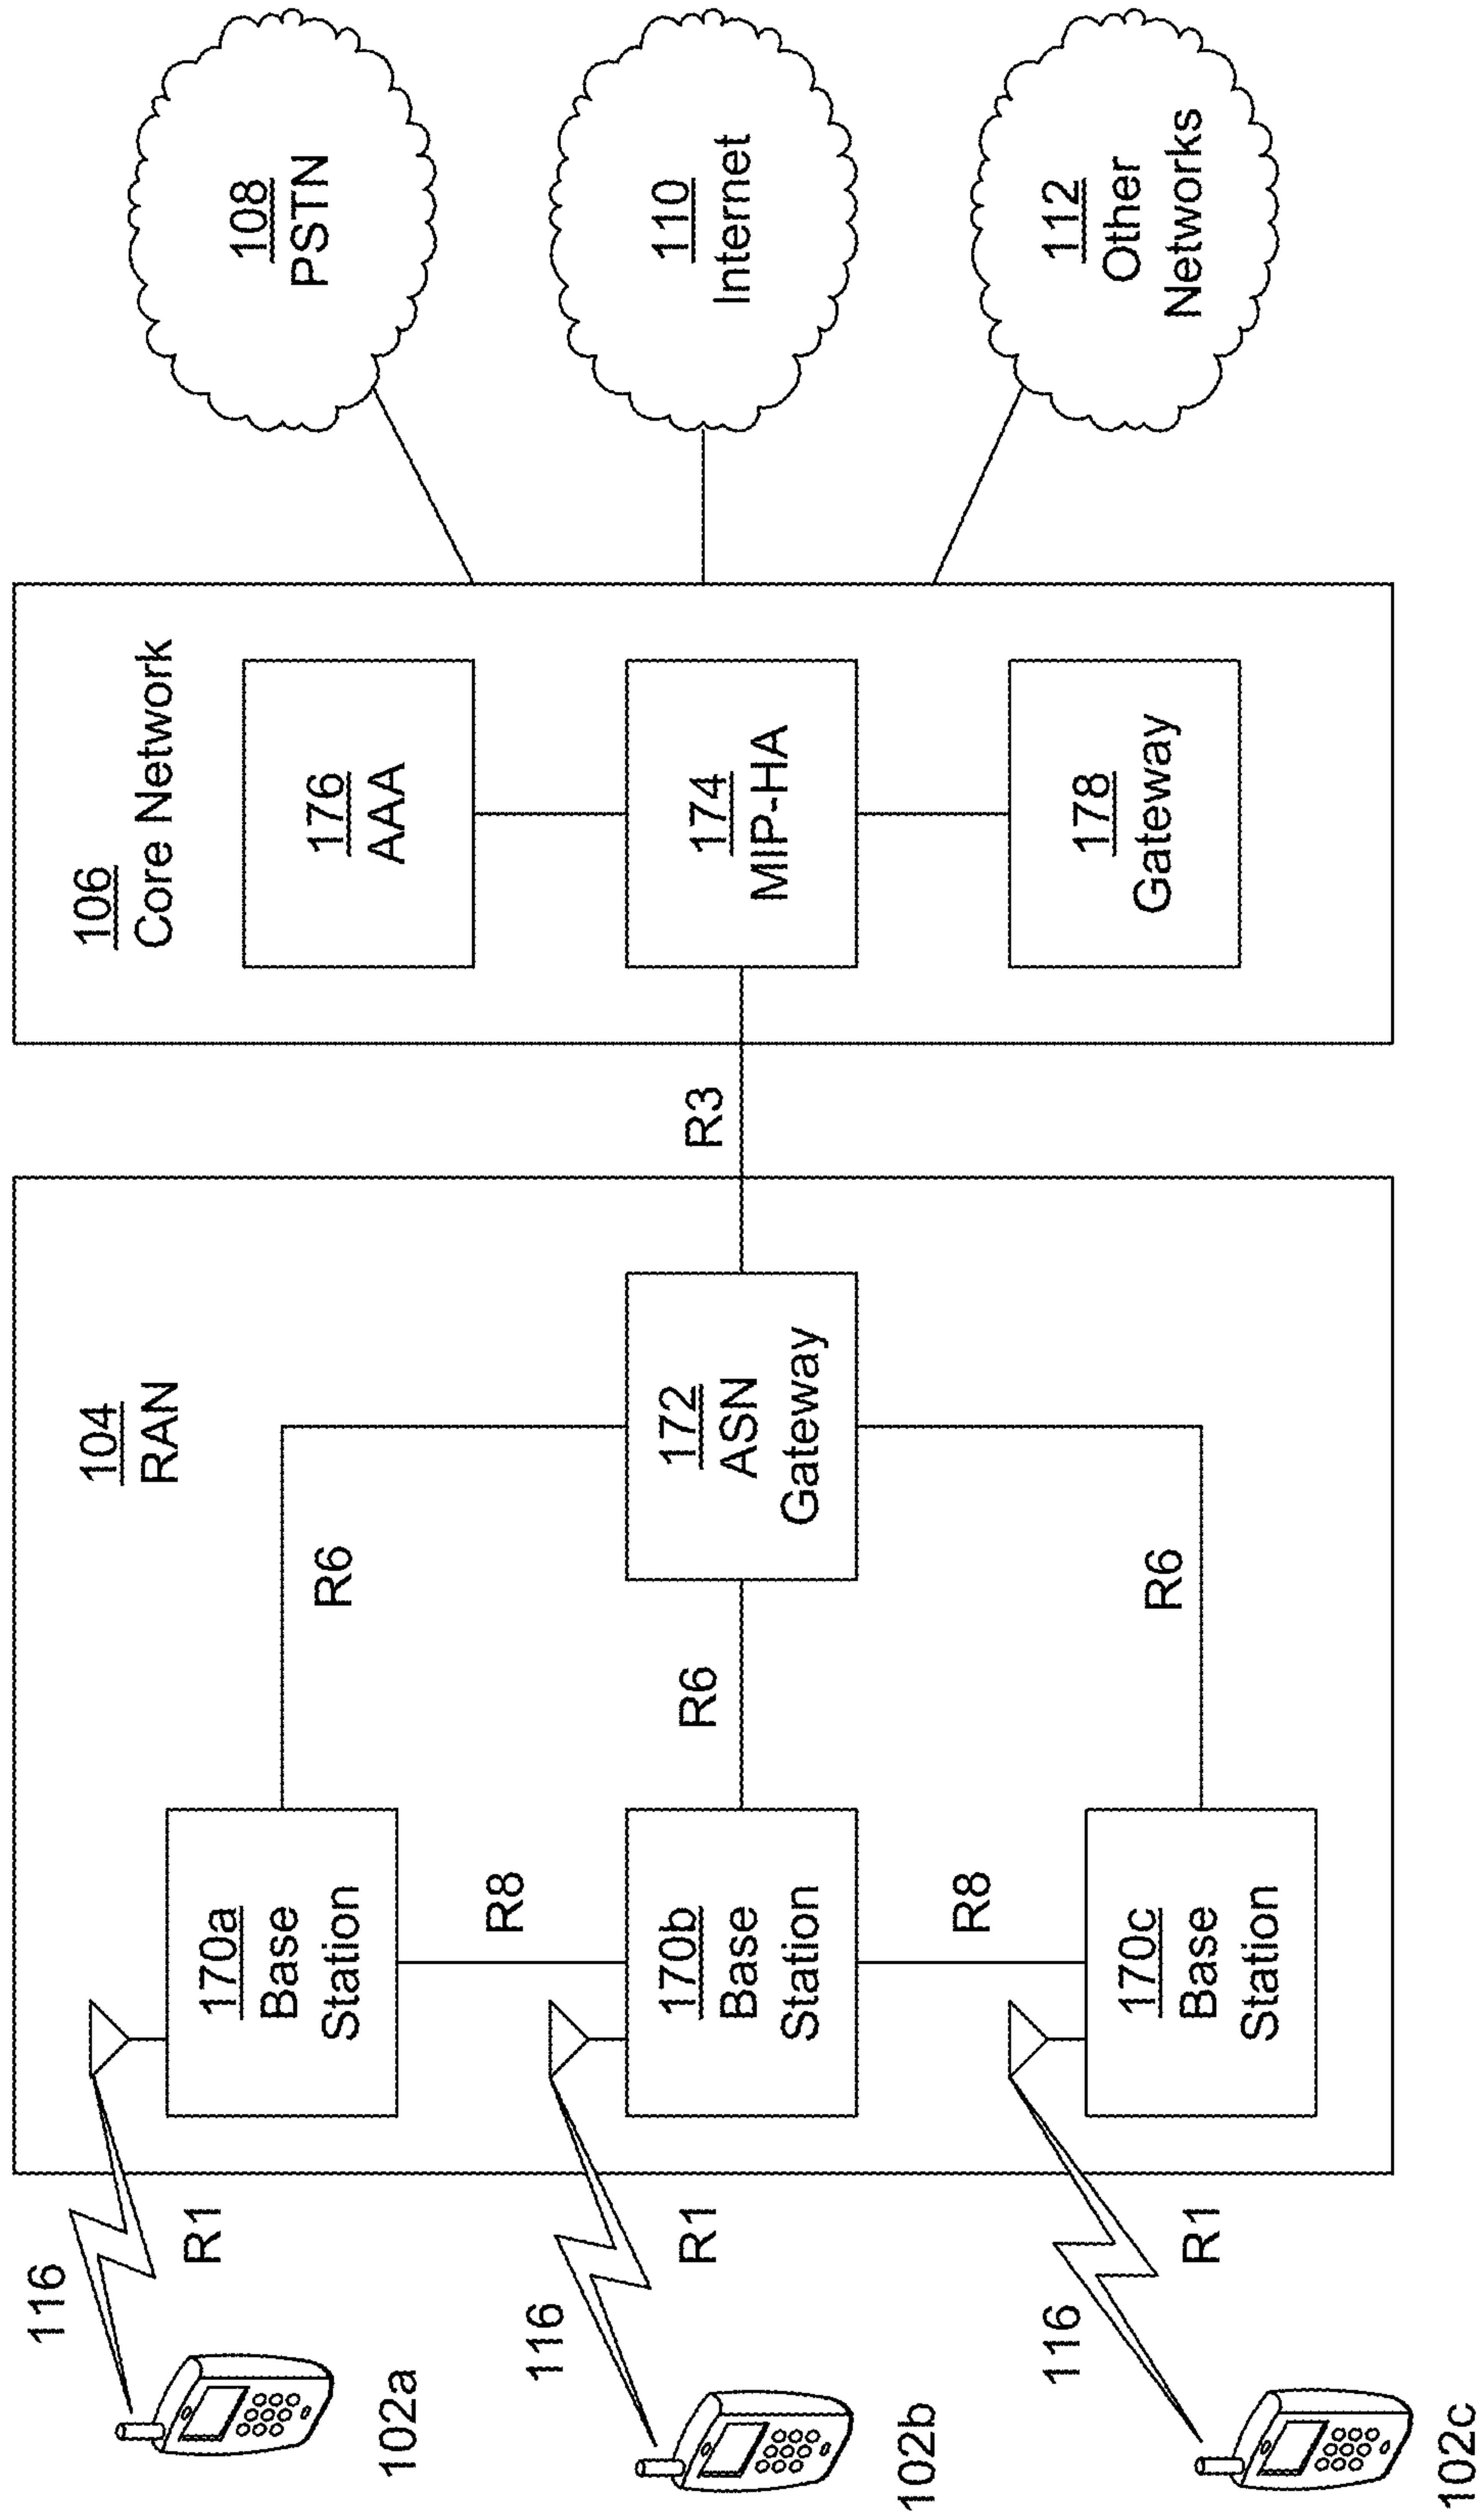 116
R1
102a
116
R1
102b
116
R1
102c
104
RAN
170a
Base
Station
R8
170b
Base
Station
R8
170c
Base
Station
R6
R6
R6
172
ASN
Gateway
R3
106
Core Network
176
AAA
174
MIP-HA
178
Gateway
108
PSTN
110
Internet
112
Other
Networks